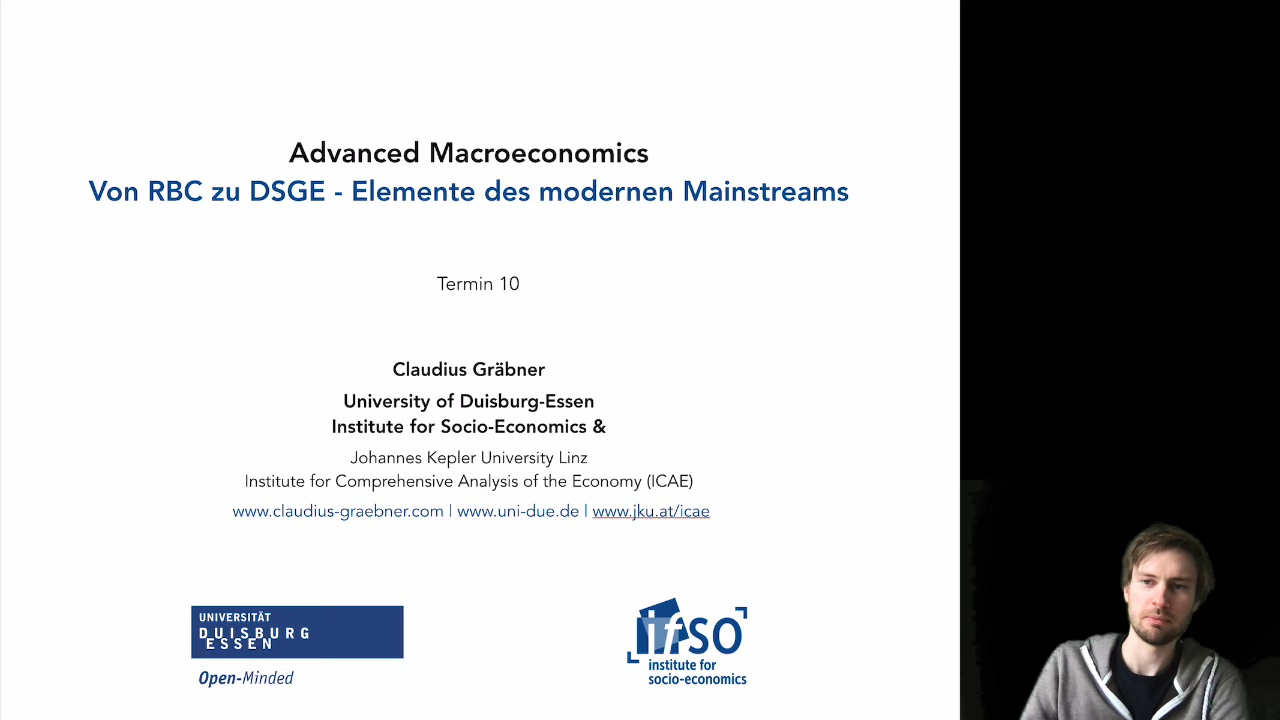 Advanced Macroeconomics
Von RBC zu DSGE - Elemente des modernen Mainstreams
Termin 10
Claudius Gräbner
University of Duisburg-Essen
Institute for Socio-Economics &
Johannes Kepler University Linz
Institute for Comprehensive Analysis of the Economy (ICAE)
www.claudius-graebner.com | www.uni-due.de | www.jku.at/icae
UNIVERSITÄT
DUISBURG
ESSEN
Open-Minded
ifso
institute for
socio-economics